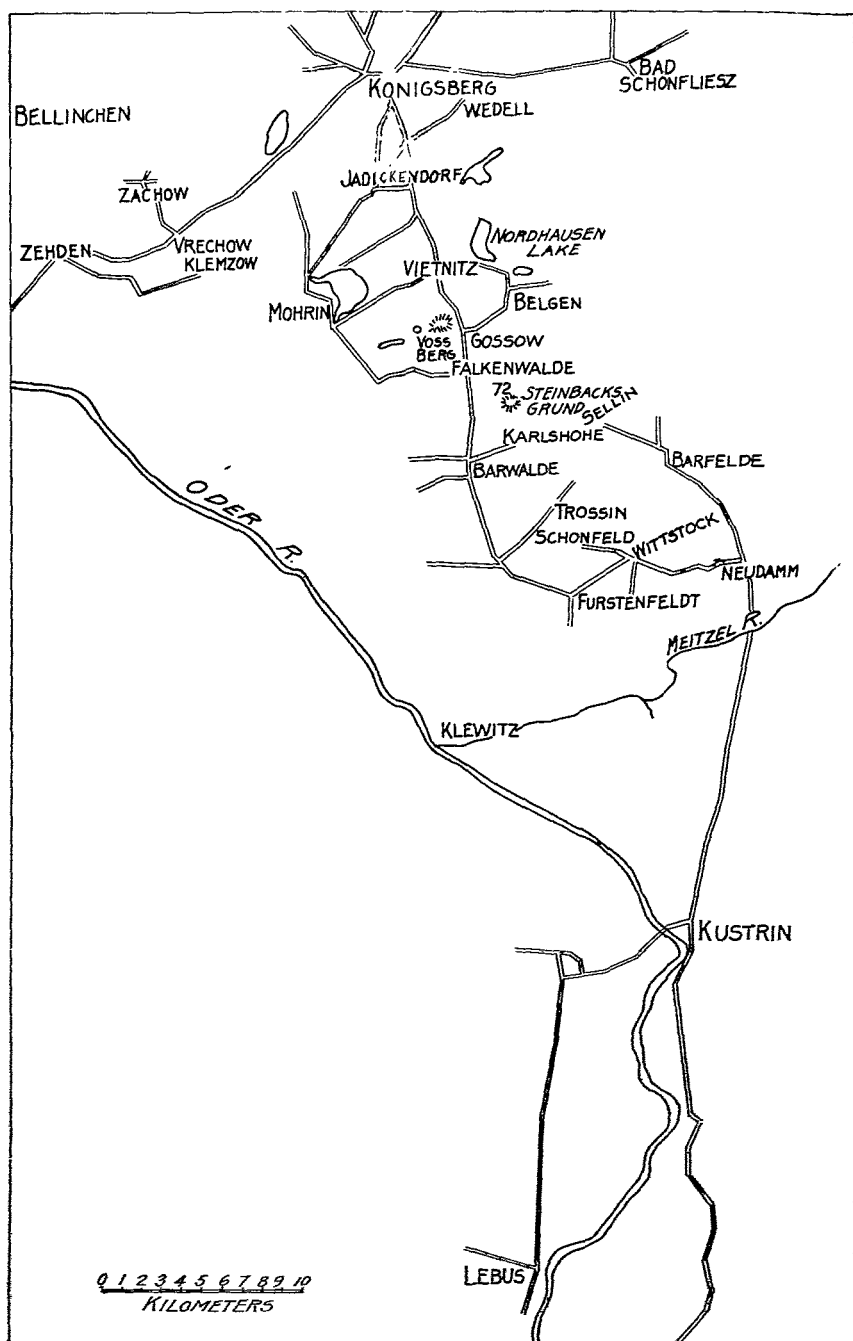 KONIGSBERG
BAD
SCHONFLIESZ
WEDELL
BELLINCHEN
JADICKENDORF
ZACHOW
NORDHAUSEN
LAKE
ZEHDEN
VRECHOW
KLEMZOW
VIETNITZ
BELGEN
MOHRIN
VOSS
BERG
GOSSOW
FALKENWALDE
72
STEINBACKS
GRUND
SELLIN
KARLSHOHE
BARWALDE
BARFELDE
ODER R.
TROSSIN
SCHONFELD
WITTSTOCK
NEUDAMM
FURSTENFELDT
MEITZEL R.
KLEWITZ
KUSTRIN
LEBUS
0 1 2 3 4 5 6 7 8 9 10
KILOMETERS